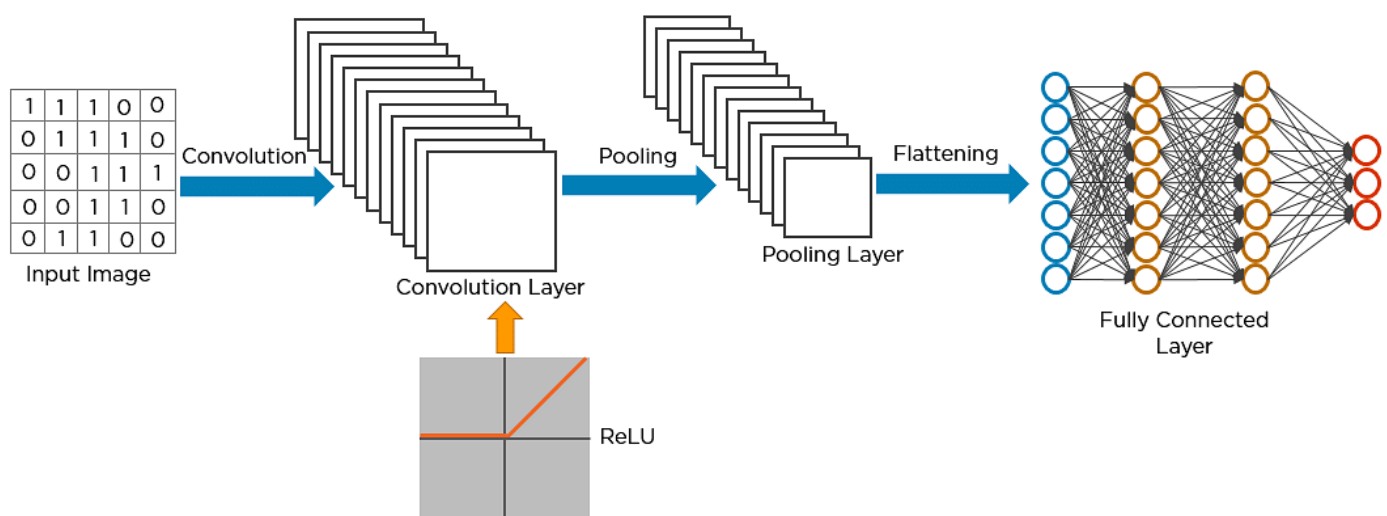 1 1 1 0 0
0 1 1 1 0
0 0 1 1 1
0 0 1 1 0
0 1 1 0 0
Input Image
Convolution
Convolution Layer
ReLU
Pooling
Pooling Layer
Flattening
Fully Connected
Layer